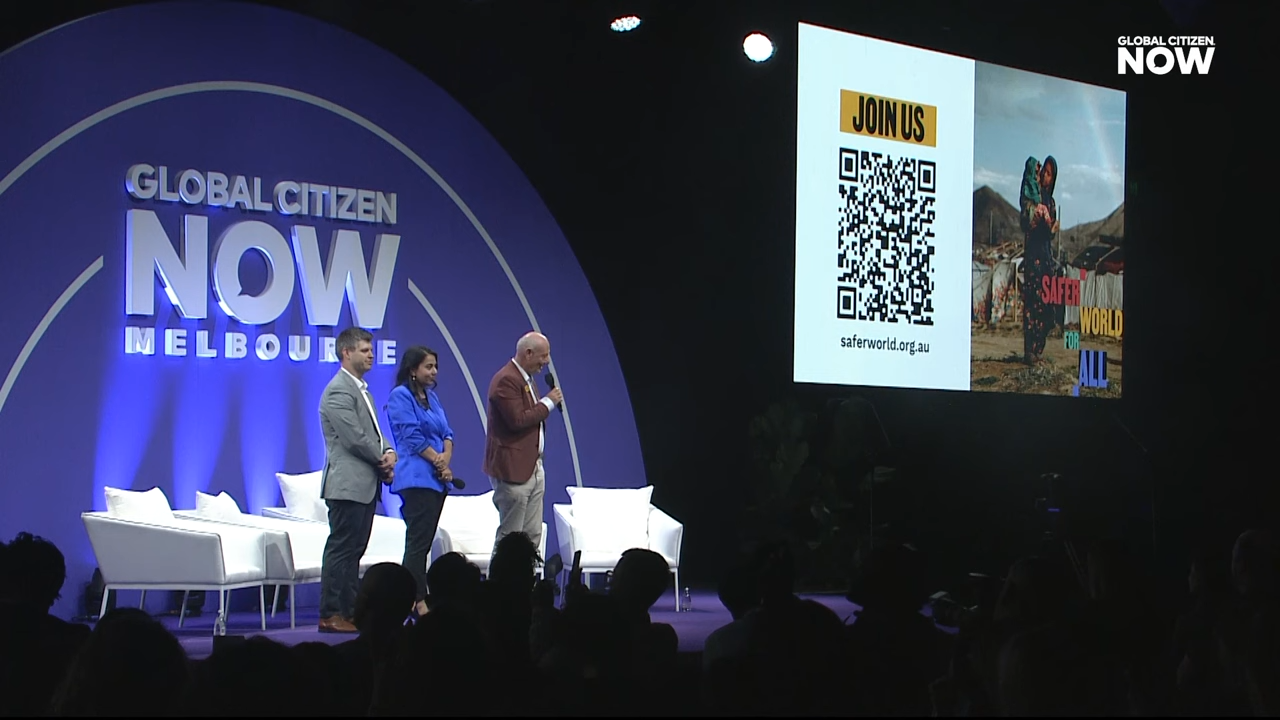 GLOBAL CITIZEN
NOW
MELBOURNE
JOIN US
saferworld.org.au
SAFER
WORLD
FOR
ALL
GLOBAL CITIZEN
NOW